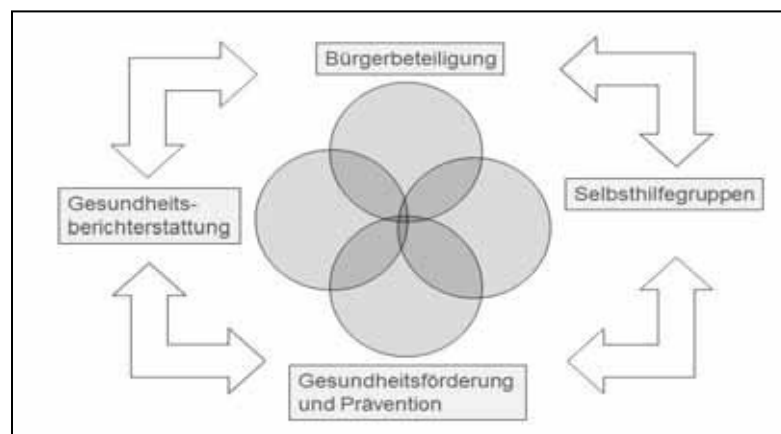 Bürgerbeteiligung
Gesundheits-
berichterstattung
Selbsthilfegruppen
Gesundheitsförderung
und Prävention